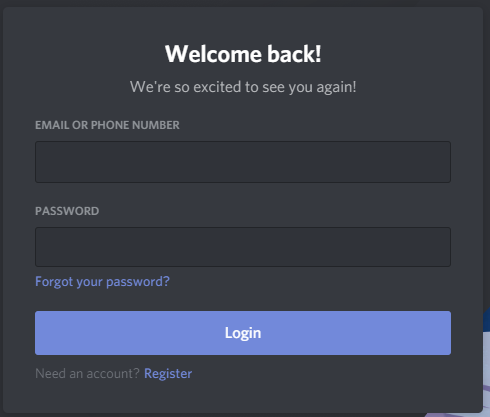 Welcome back!
We're so excited to see you again!
EMAIL OR PHONE NUMBER
PASSWORD
Forgot your password?
Login
Need an account? Register